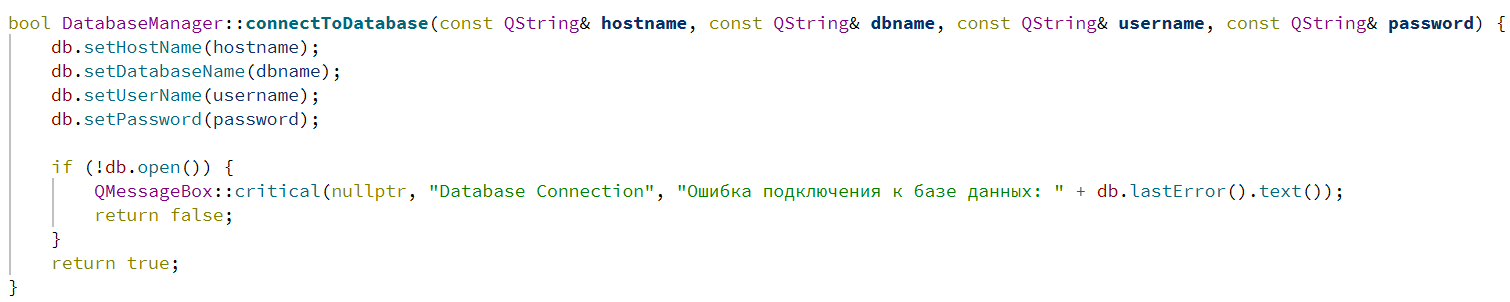 bool DatabaseManager::connectToDatabase(const QString& hostname, const QString& dbname, const QString& username, const QString& password) {
    db.setHostName(hostname);
    db.setDatabaseName(dbname);
    db.setUserName(username);
    db.setPassword(password);

    if (!db.open()) {
        QMessageBox::critical(nullptr, "Database Connection", "Ошибка подключения к базе данных: " + db.lastError().text());
        return false;
    }
    return true;
}